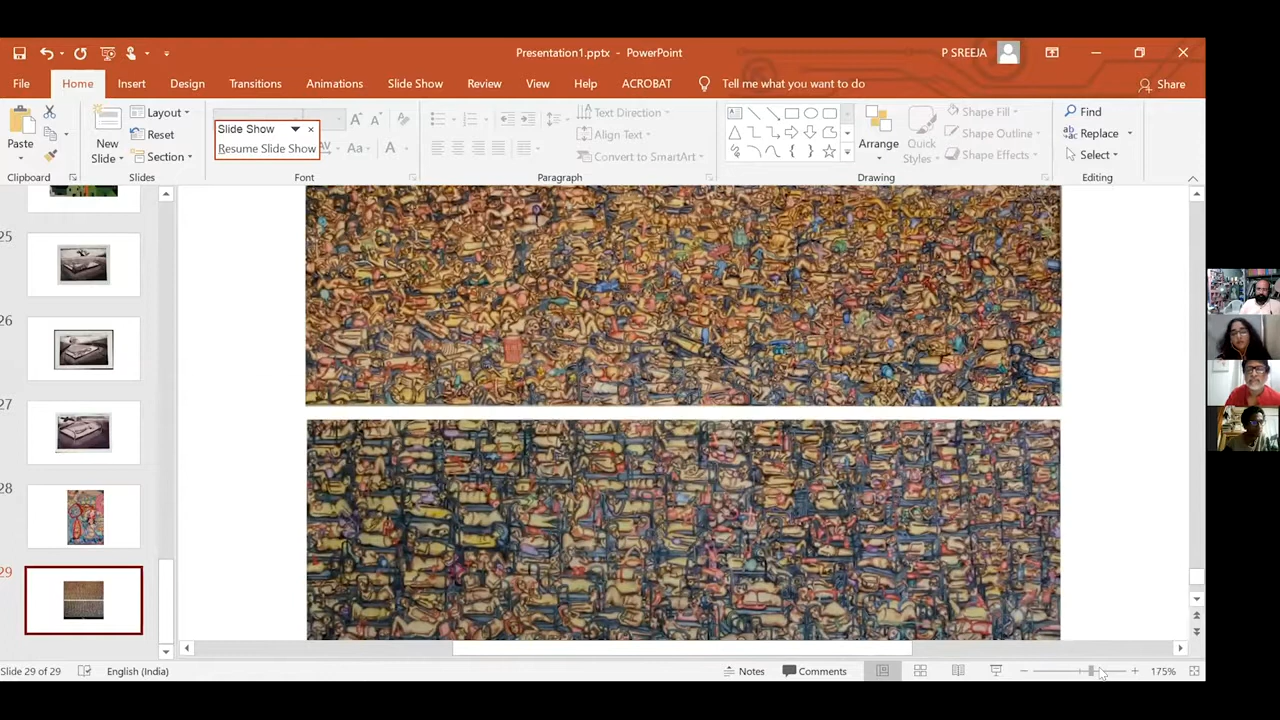 Presentation1.pptx - PowerPoint
P SREEJA
File
Home
Insert
Design
Transitions
Animations
Slide Show
Review
View
Help
ACROBAT
Tell me what you want to do
Share
Paste
New
Slide
Layout
Reset
Section
Slide Show
Resume Slide Show
Text Direction
Align Text
Convert to SmartArt
Arrange
Quick
Styles
Shape Fill
Shape Outline
Shape Effects
Find
Replace
Select
Clipboard
Slides
Font
Paragraph
Drawing
Editing
25
26
27
28
29
Slide 29 of 29
English (India)
Notes
Comments
175%